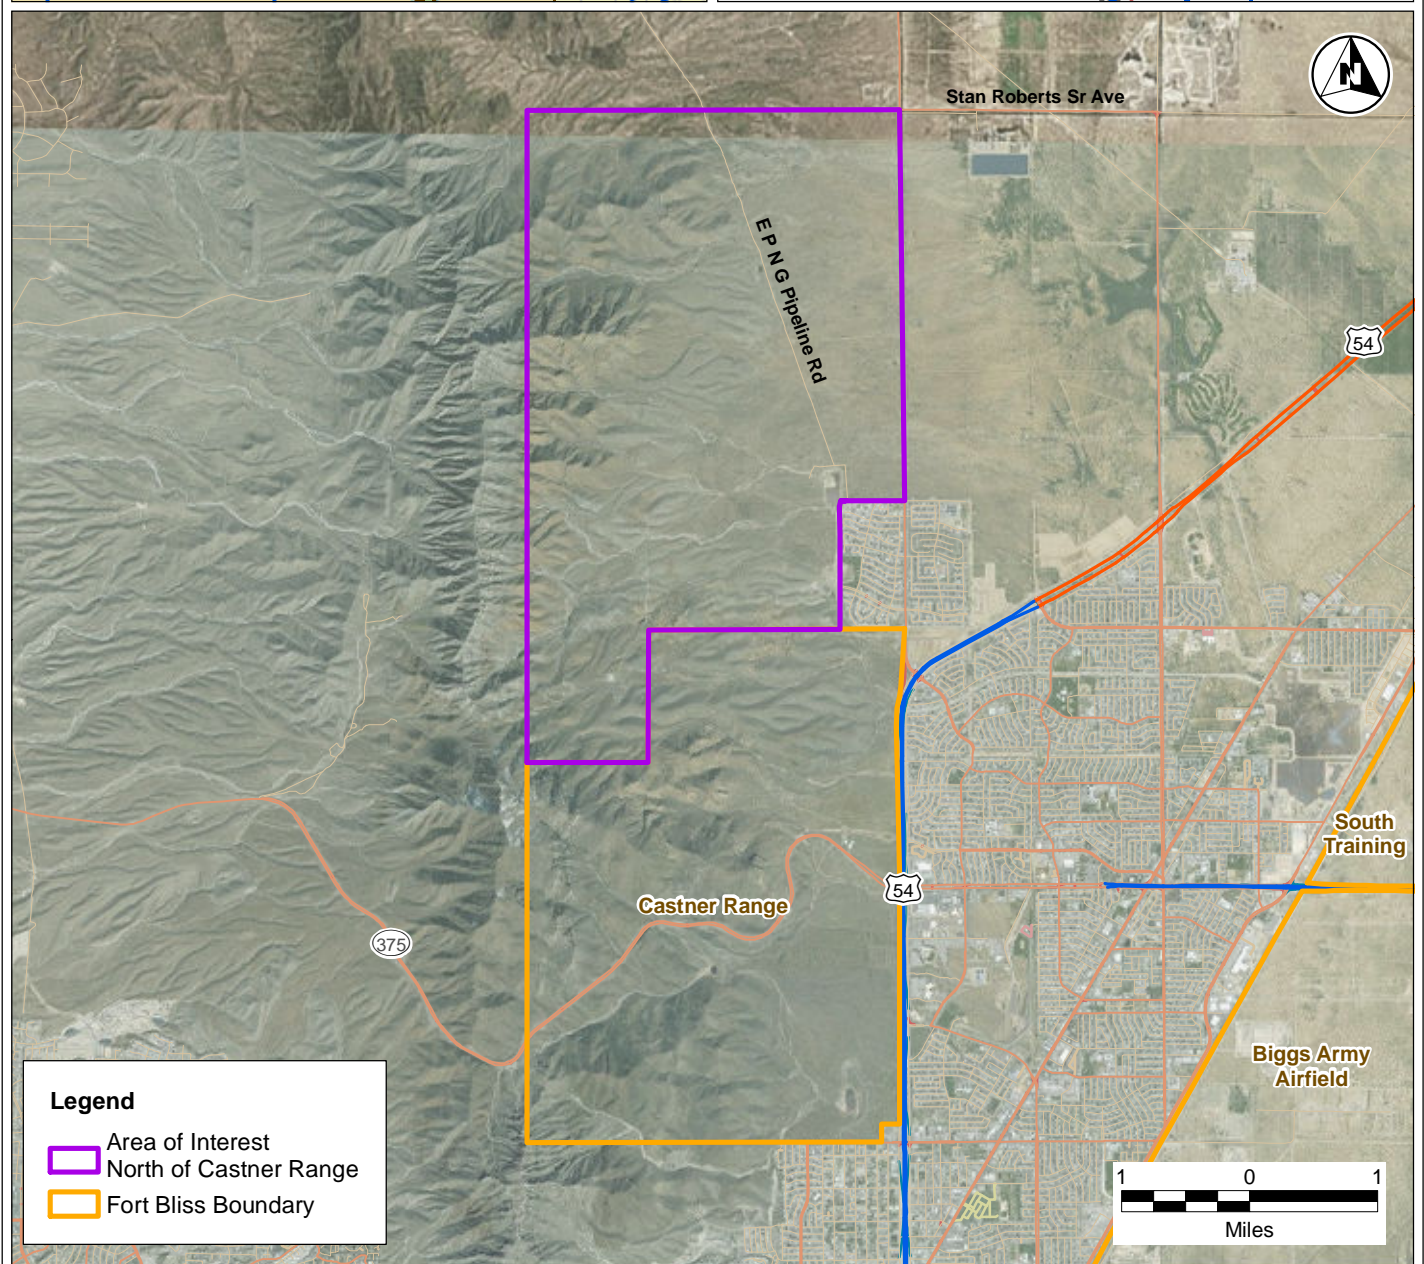 N
Stan Roberts Sr Ave
E P N G Pipeline Rd
54
South
Training
54
Castner Range
375
Biggs Army
Airfield
Legend
Area of Interest
North of Castner Range
Fort Bliss Boundary
1 0 1
Miles